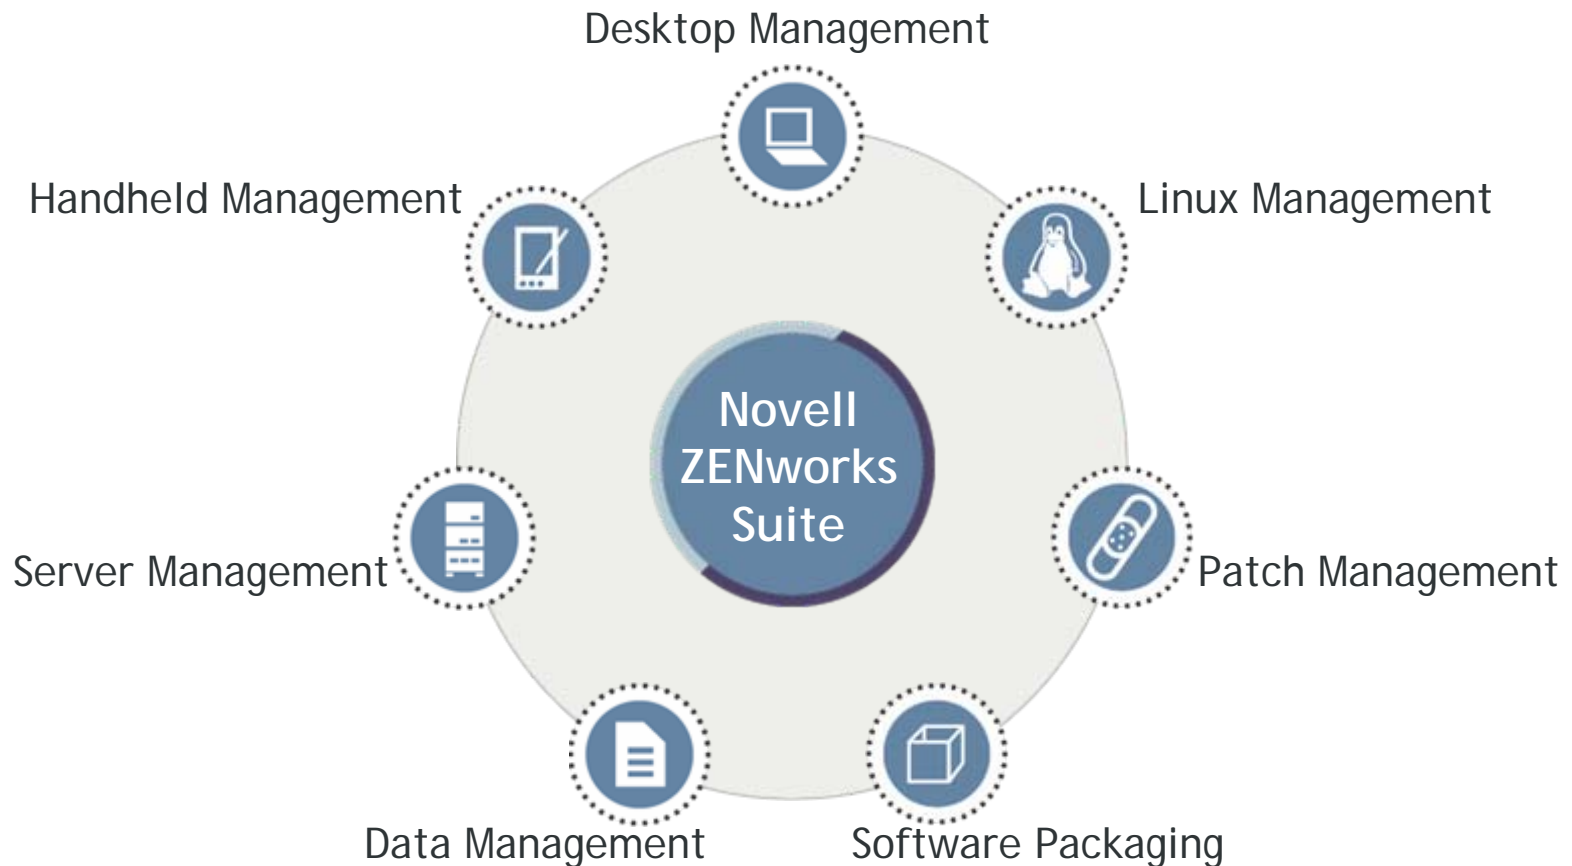 Desktop Management
Handheld Management
Linux Management
Novell
ZENworks
Suite
Server Management
Patch Management
Data Management
Software Packaging